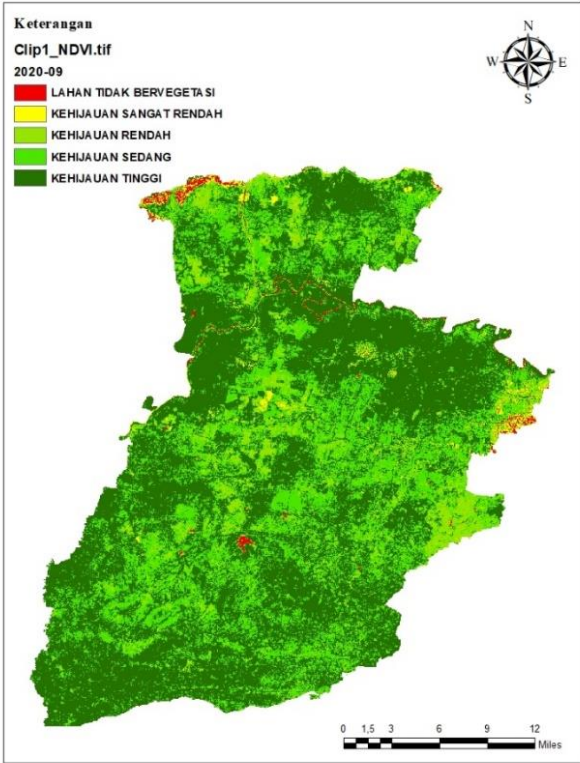 Keterangan
Clip1_NDVI.tif
2020-09
LAHAN TIDAK BERVEGETASI
KEHIJAUAN SANGAT RENDAH
KEHIJAUAN RENDAH
KEHIJAUAN SEDANG
KEHIJAUAN TINGGI
N
W E
S
0 1,5 3 6 9 12
Miles